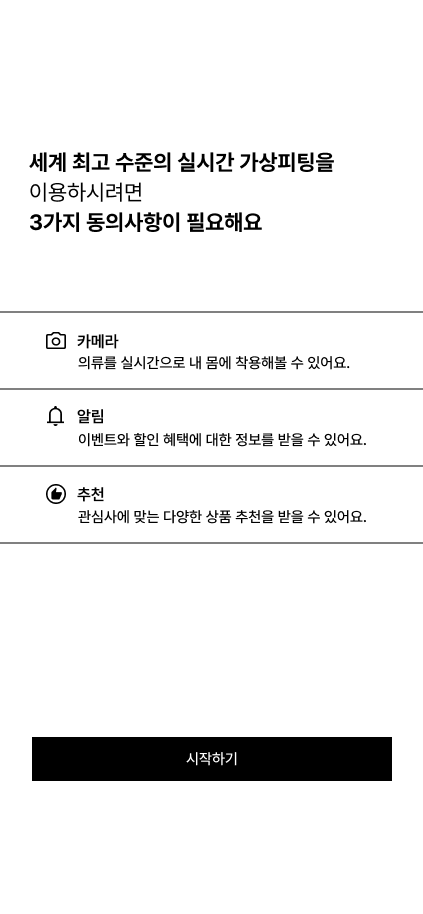 세계 최고 수준의 실시간 가상피팅을
이용하시려면
3가지 동의사항이 필요해요
카메라
의류를 실시간으로 내 몸에 착용해볼 수 있어요.
알림
이벤트와 할인 혜택에 대한 정보를 받을 수 있어요.
추천
관심사에 맞는 다양한 상품 추천을 받을 수 있어요.
시작하기